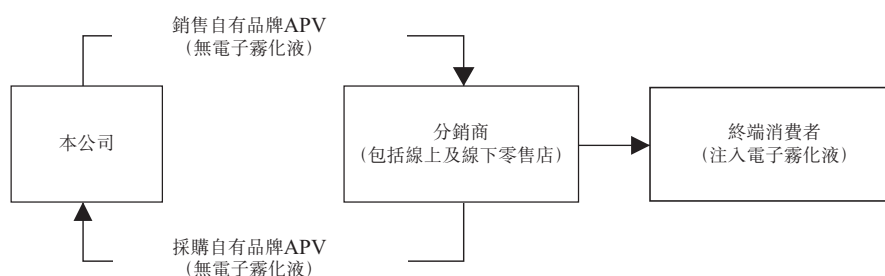 銷售自有品牌APV
（無電子霧化液）
本公司
分銷商
（包括線上及線下零售店）
終端消費者
（注入電子霧化液）
採購自有品牌APV
（無電子霧化液）